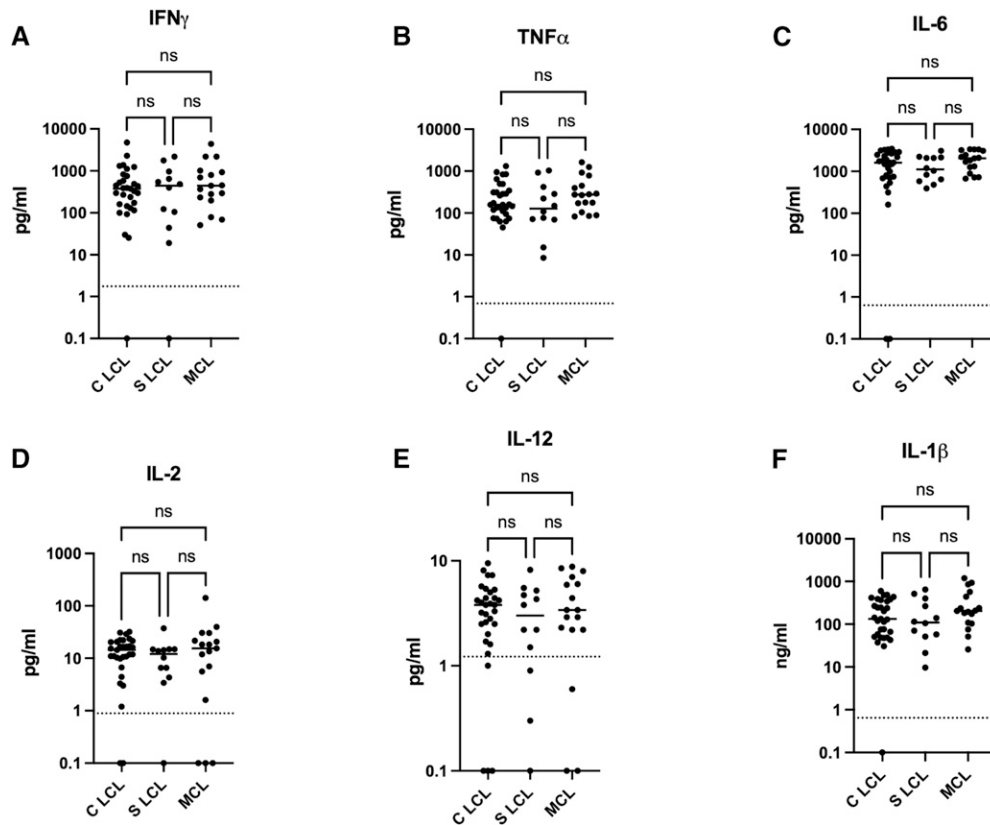 A
IFNγ
ns
ns ns
10000
1000
100
10
1
0.1
pg/ml
C LCL
S LCL
MCL
B
TNFα
ns
ns ns
10000
1000
100
10
1
0.1
pg/ml
C LCL
S LCL
MCL
C
IL-6
ns
ns ns
10000
1000
100
10
1
0.1
pg/ml
C LCL
S LCL
MCL
D
IL-2
ns
ns ns
1000
100
10
1
0.1
pg/ml
C LCL
S LCL
MCL
E
IL-12
ns
ns ns
10
1
0.1
pg/ml
C LCL
S LCL
MCL
F
IL-1β
ns
ns ns
10000
1000
100
10
1
0.1
ng/ml
C LCL
S LCL
MCL